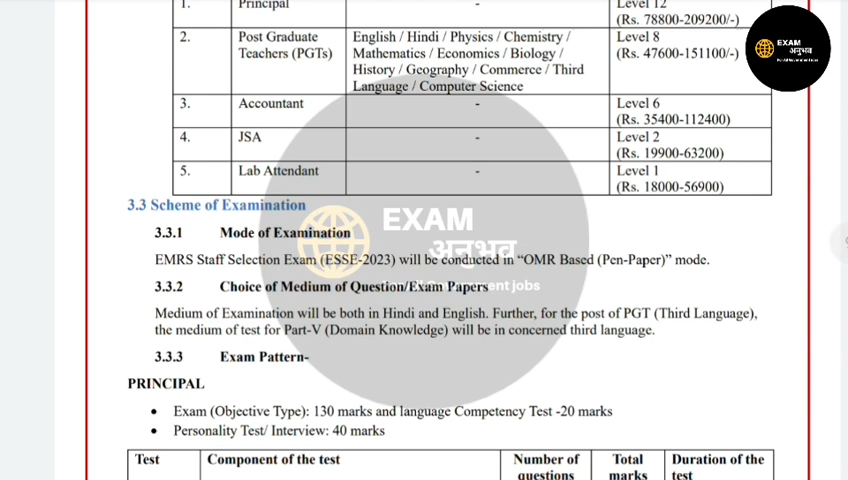 1. Principal - Level 12
(Rs. 78800-209200/-)
2. Post Graduate English / Hindi / Physics / Chemistry / Level 8
Teachers (PGTs) Mathematics / Economics / Biology / (Rs. 47600-151100/-)
History / Geography / Commerce / Third
Language / Computer Science
3. Accountant - Level 6
(Rs. 35400-112400)
4. JSA - Level 2
(Rs. 19900-63200)
5. Lab Attendant - Level 1
(Rs. 18000-56900)
3.3 Scheme of Examination
3.3.1 Mode of Examination
EMRS Staff Selection Exam (ESSE-2023) will be conducted in “OMR Based (Pen-Paper)” mode.
3.3.2 Choice of Medium of Question/Exam Papers
Medium of Examination will be both in Hindi and English. Further, for the post of PGT (Third Language),
the medium of test for Part-V (Domain Knowledge) will be in concerned third language.
3.3.3 Exam Pattern-
PRINCIPAL
• Exam (Objective Type): 130 marks and language Competency Test -20 marks
• Personality Test/ Interview: 40 marks
Test Component of the test Number of Total Duration of the
questions marks test
EXAM
अनुभव
EXAM
अनुभव